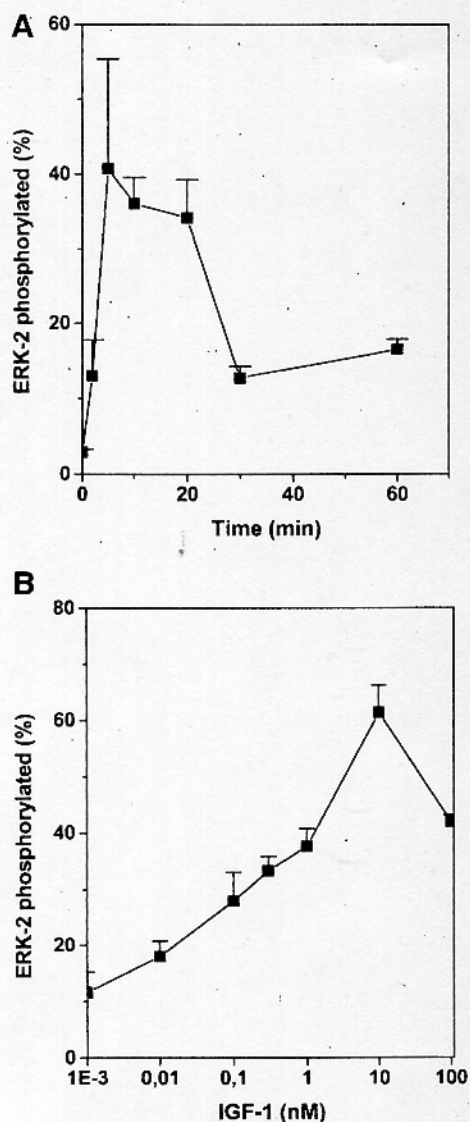 A
60
40
20
0
ERK-2 phosphorylated (%)
0 20 40 60
Time (min)
B
80
60
40
20
0
ERK-2 phosphorylated (%)
1E-3 0,01 0,1 1 10 100
IGF-1 (nM)